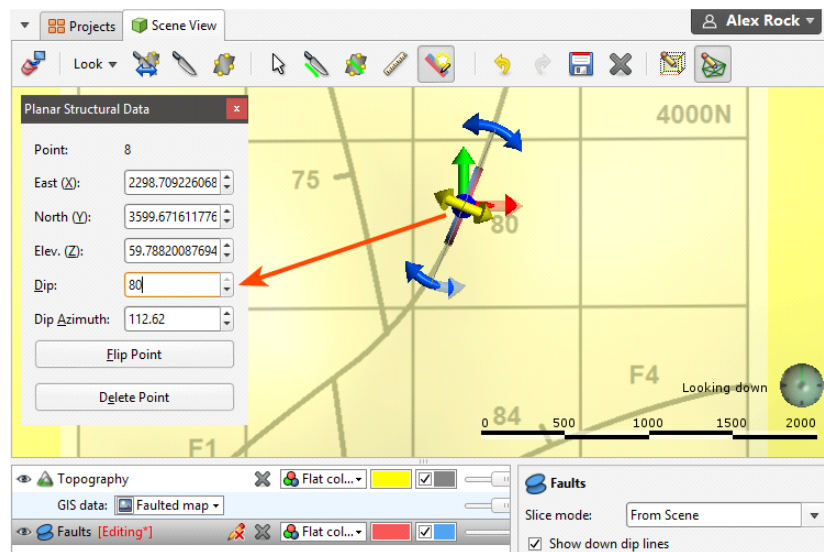 Projects Scene View Alex Rock
Look
Planar Structural Data x
Point: 8
East (X): 2298.709226068
North (Y): 3599.671611776
Elev. (Z): 59.78820087694
Dip: 80
Dip Azimuth: 112.62
Flip Point
Delete Point
4000N
75
80
F4
Looking down
84
0 500 1000 1500 2000
F1
Topography Flat col...
GIS data: Faulted map
Faults [Editing*] Flat col...
Faults
Slice mode: From Scene
Show down dip lines